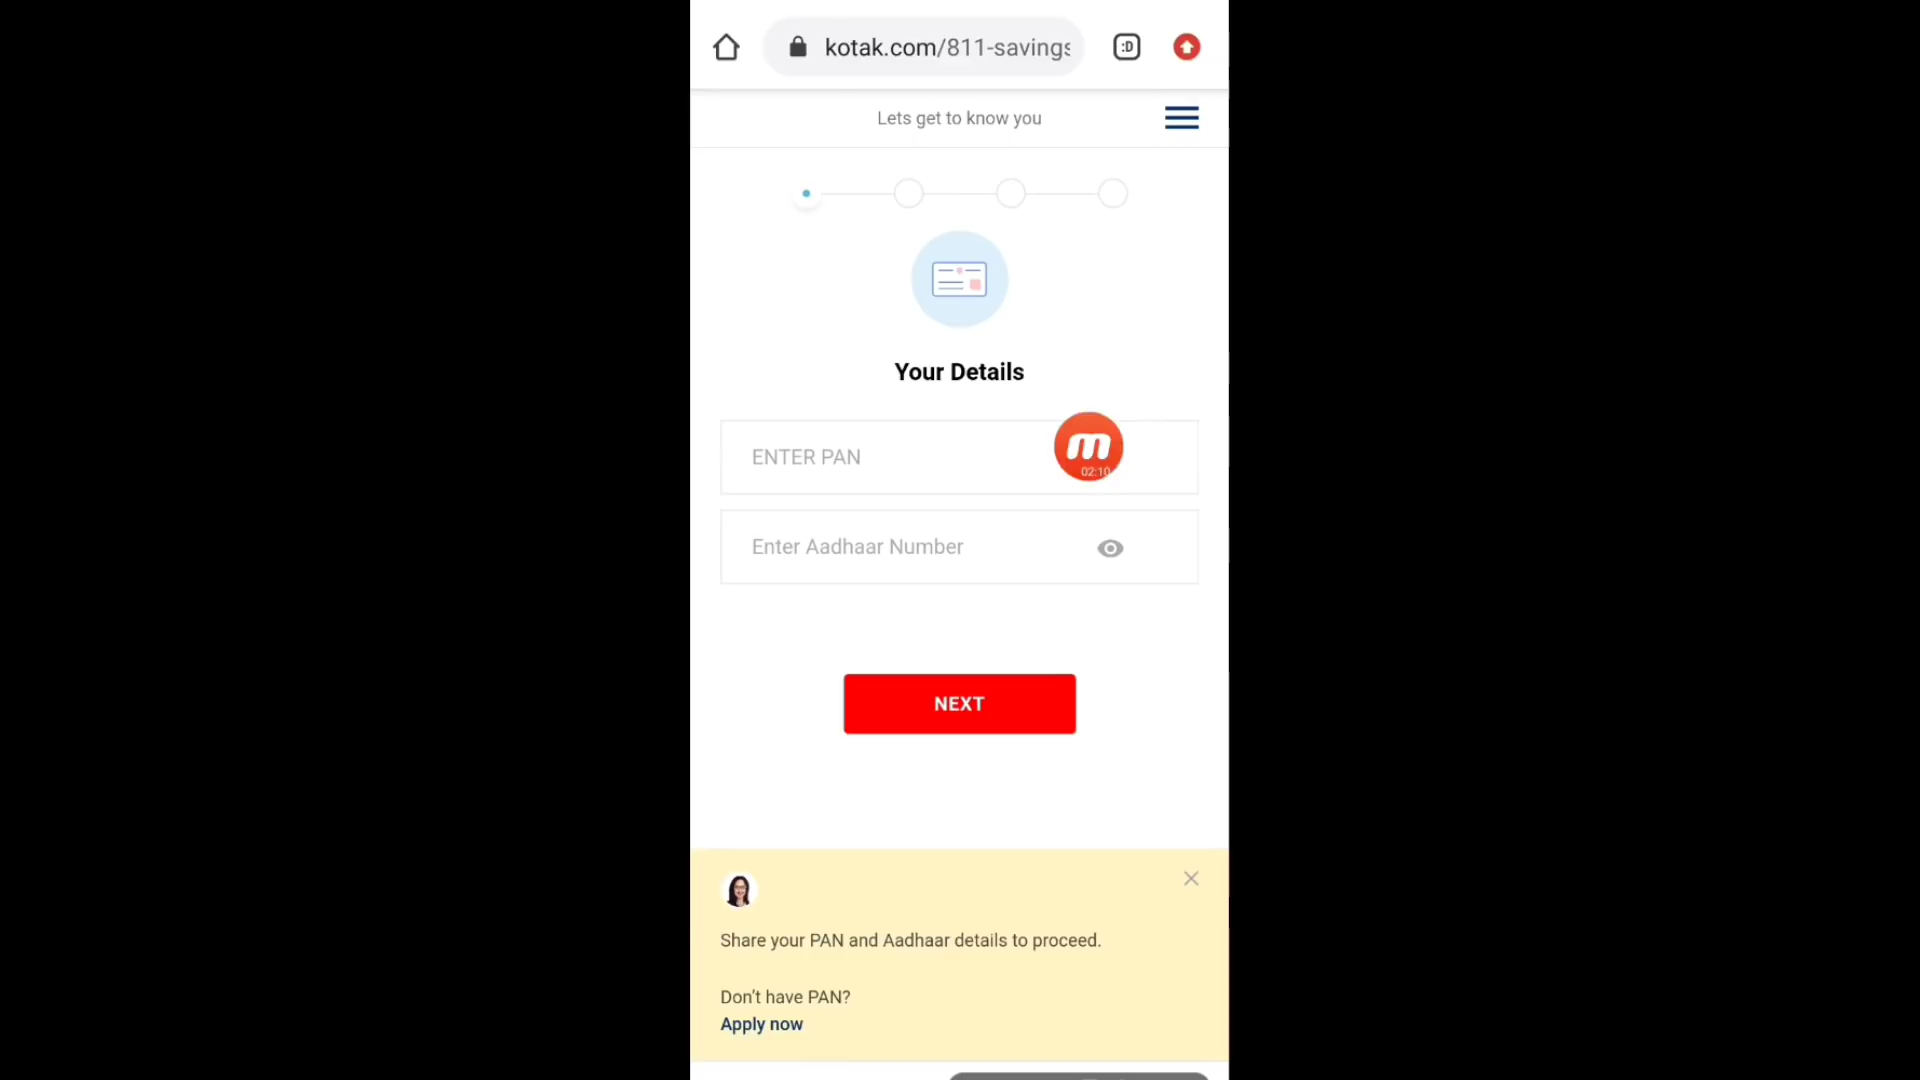 kotak.com/811-savings
:D
Lets get to know you
Your Details
ENTER PAN
m
02:10
Enter Aadhaar Number
NEXT
Share your PAN and Aadhaar details to proceed.
Don't have PAN?
Apply now